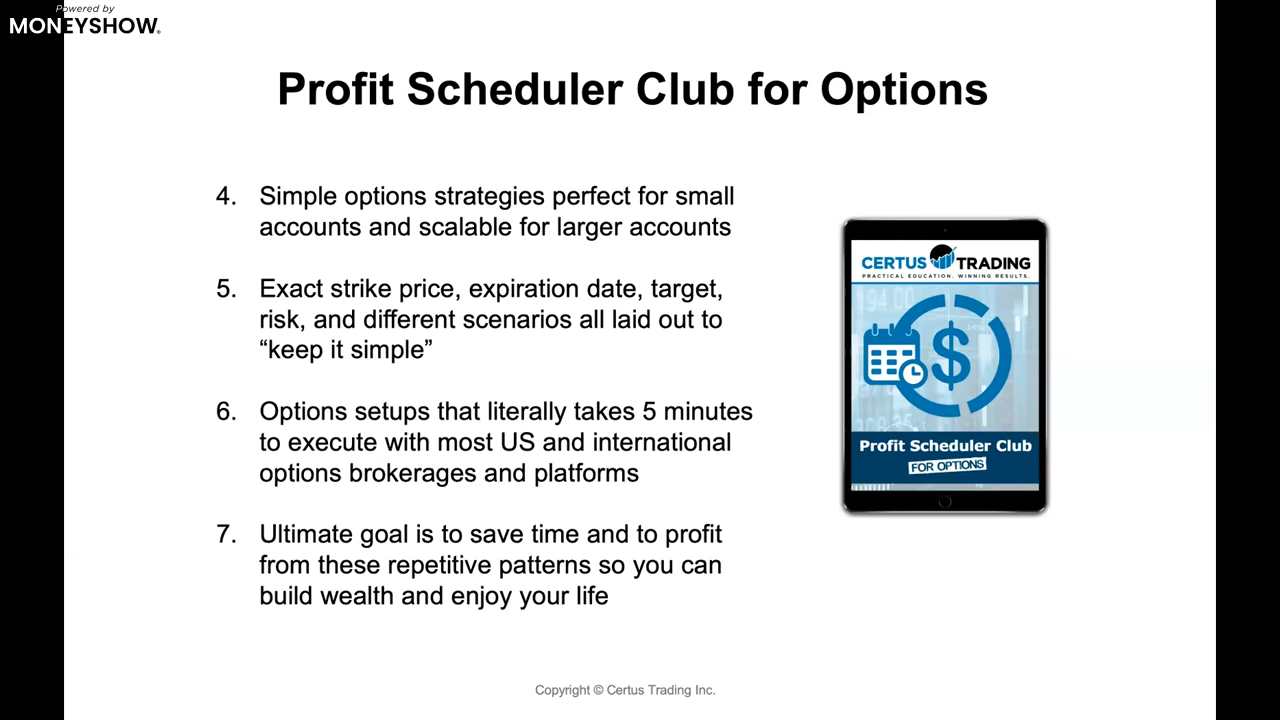 Powered by
MONEYSHOW®
Profit Scheduler Club for Options
4. Simple options strategies perfect for small
accounts and scalable for larger accounts
5. Exact strike price, expiration date, target,
risk, and different scenarios all laid out to
“keep it simple”
6. Options setups that literally takes 5 minutes
to execute with most US and international
options brokerages and platforms
7. Ultimate goal is to save time and to profit
from these repetitive patterns so you can
build wealth and enjoy your life
CERTUS TRADING
PRACTICAL EDUCATION. WINNING RESULTS.
$
Profit Scheduler Club
FOR OPTIONS
Copyright © Certus Trading Inc.